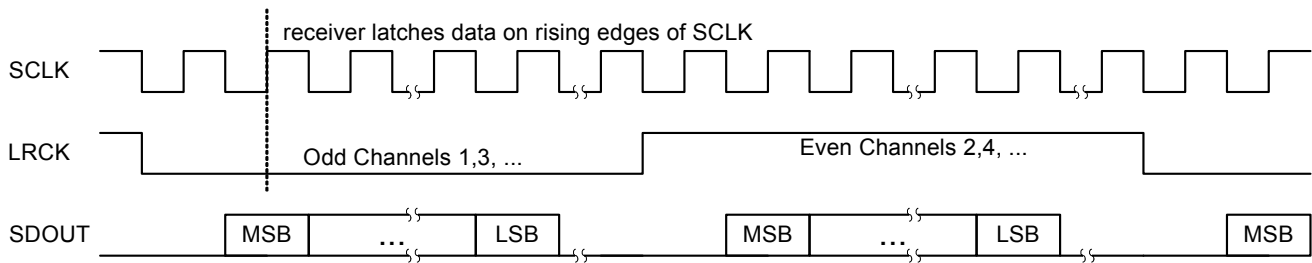 receiver latches data on rising edges of SCLK
SCLK
LRCK
Odd Channels 1,3, ...
Even Channels 2,4, ...
SDOUT
MSB
...
LSB
MSB
...
LSB
MSB